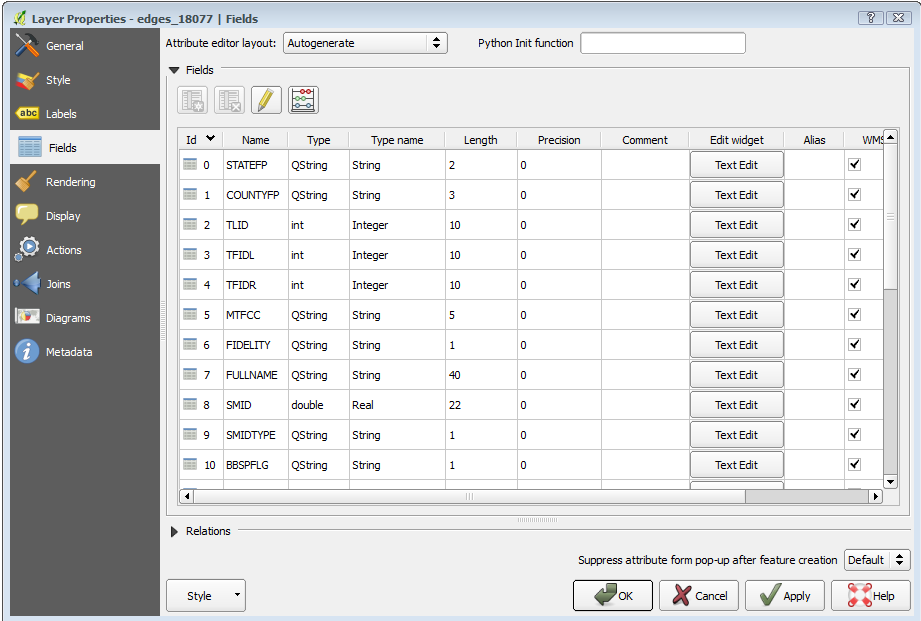 Layer Properties - edges_18077 | Fields
General
Style
abc Labels
Fields
Rendering
Display
Actions
Joins
Diagrams
Metadata
Attribute editor layout: Autogenerate Python Init function
Fields
Id Name Type Type name Length Precision Comment Edit widget Alias WMS
0 STATEFP QString String 2 0 Text Edit
1 COUNTYFP QString String 3 0 Text Edit
2 TLID int Integer 10 0 Text Edit
3 TFIDL int Integer 10 0 Text Edit
4 TFIDR int Integer 10 0 Text Edit
5 MTFCC QString String 5 0 Text Edit
6 FIDELITY QString String 1 0 Text Edit
7 FULLNAME QString String 40 0 Text Edit
8 SMID double Real 22 0 Text Edit
9 SMIDTYPE QString String 1 0 Text Edit
10 BBSPFLG QString String 1 0 Text Edit
Relations
Suppress attribute form pop-up after feature creation Default
Style OK Cancel Apply Help